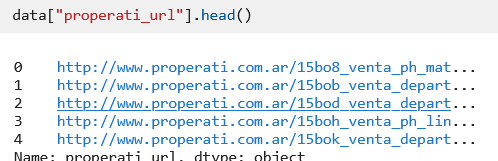 data["properati_url"].head()
0 http://www.properati.com.ar/15bo8_venta_ph_mat...
1 http://www.properati.com.ar/15bob_venta_depart...
2 http://www.properati.com.ar/15bod_venta_depart...
3 http://www.properati.com.ar/15boh_venta_ph_lin...
4 http://www.properati.com.ar/15bok_venta_depart...
Name: properati_url, dtype: object